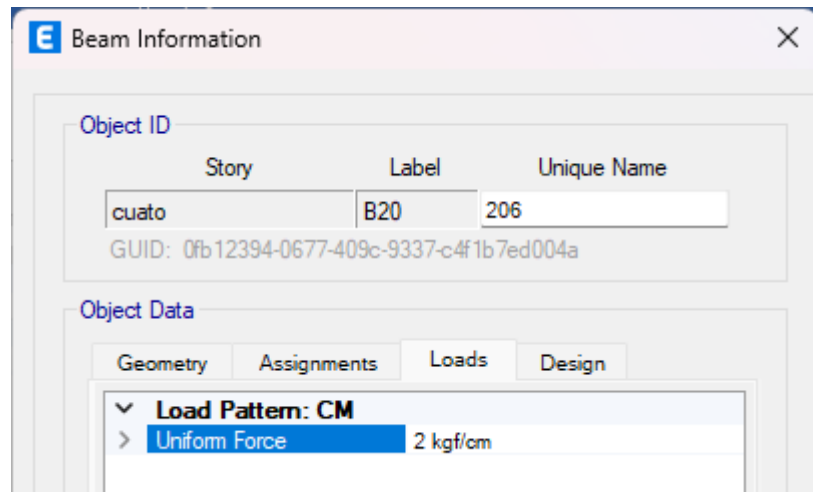 E Beam Information
Object ID
Story Label Unique Name
cuato B20 206
GUID: 0fb12394-0677-409c-9337-c4f1b7ed004a
Object Data
Geometry Assignments Loads Design
Load Pattern: CM
Uniform Force 2 kgf/cm